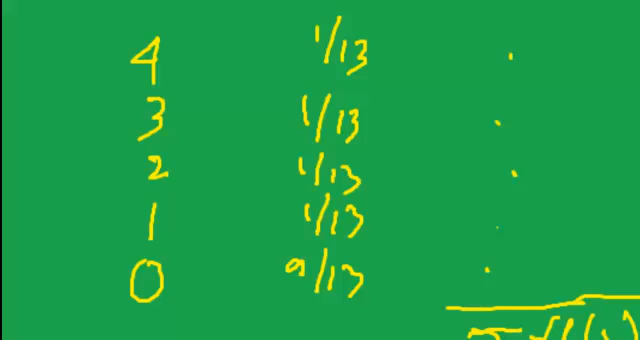 4 1/13 .
3 1/13 .
2 1/13 .
1 1/13 .
0 9/13 .